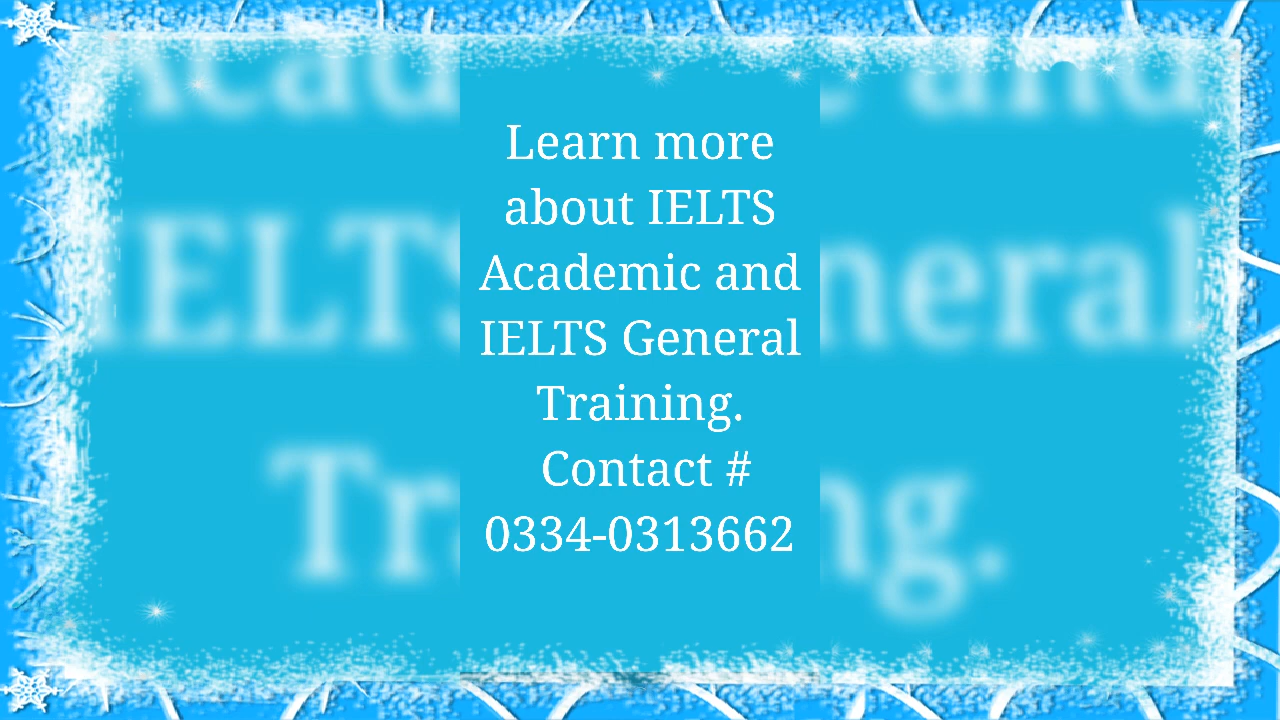 Learn more
about IELTS
Academic and
IELTS General
Training.
Contact #
0334-0313662